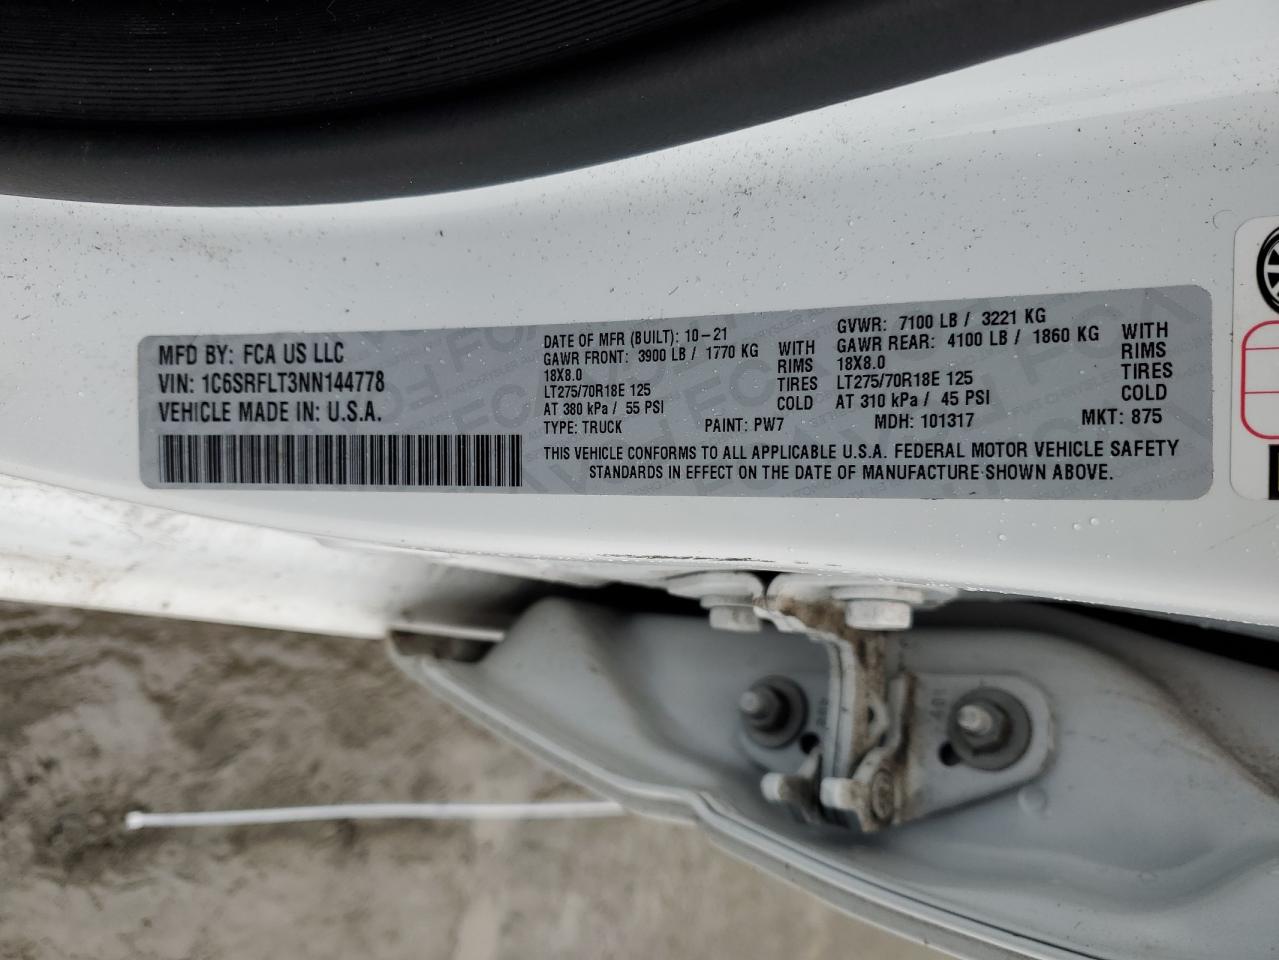 MFD BY: FCA US LLC
VIN: 1C6SRFLT3NN144778
VEHICLE MADE IN: U.S.A.
DATE OF MFR (BUILT): 10-21
GAWR FRONT: 3900 LB / 1770 KG WITH
18X8.0 RIMS
LT275/70R18E 125 TIRES
AT 380 kPa / 55 PSI COLD
GVWR: 7100 LB / 3221 KG
GAWR REAR: 4100 LB / 1860 KG WITH
18X8.0 RIMS
LT275/70R18E 125 TIRES
AT 310 kPa / 45 PSI COLD
TYPE: TRUCK PAINT: PW7 MDH: 101317 MKT: 875
THIS VEHICLE CONFORMS TO ALL APPLICABLE U.S.A. FEDERAL MOTOR VEHICLE SAFETY
STANDARDS IN EFFECT ON THE DATE OF MANUFACTURE SHOWN ABOVE.